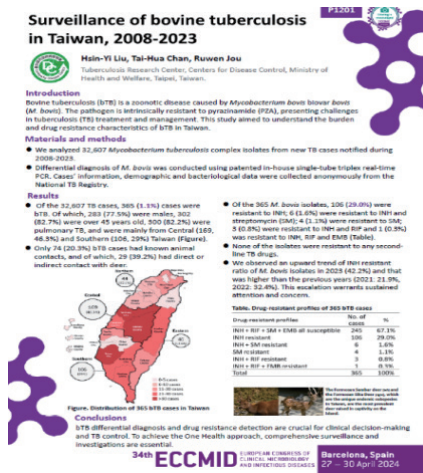 P1201
Surveillance of bovine tuberculosis
in Taiwan, 2008-2023
Hsin-Yi Liu, Tai-Hua Chan, Ruwen Jou
Tuberculosis Research Center, Centers for Disease Control, Ministry of
Health and Welfare, Taipei, Taiwan.
Introduction
Bovine tuberculosis (bTB) is a zoonotic disease caused by Mycobacterium bovis biovar bovis
(M. bovis). The pathogen is intrinsically resistant to pyrazinamide (PZA), presenting challenges
in tuberculosis (TB) treatment and management. This study aimed to understand the burden
and drug resistance characteristics of bTB in Taiwan.
Materials and methods
● We analyzed 32,607 Mycobacterium tuberculosis complex isolates from new TB cases notified during
2008-2023.
● Differential diagnosis of M. bovis was conducted using patented in-house single-tube triplex real-time
PCR. Cases' information, demographic and bacteriological data were collected anonymously from the
National TB Registry.
Results
● Of the 32,607 TB cases, 365 (1.1%) cases
were bTB. Of which, 283 (77.5%) were males, 302
(82.7%) were over 45 years old, 300 (82.2%) were
pulmonary TB, and were mainly from Central (169,
46.3%) and Southern (106, 29%) Taiwan (Figure).
● Only 74 (20.3%) bTB cases had known animal
contacts, and of which, 29 (39.2%) had direct or
indirect contact with deer.
Figure. Distribution of 365 bTB cases in Taiwan
● Of the 365 M. bovis isolates, 106 (29.0%) were
resistant to INH; 6 (1.6%) were resistant to INH and
streptomycin (SM); 4 (1.1%) were resistant to SM;
3 (0.8%) were resistant to INH and RIF and 1 (0.3%)
was resistant to INH, RIF and EMB (Table).
● None of the isolates were resistant to any second-
line TB drugs.
● We observed an upward trend of INH resistant
ratio of M. bovis isolates in 2023 (42.2%) and that
was higher than the previous years (2021: 21.9%,
2022: 32.4%). This escalation warrants sustained
attention and concern.
Table. Drug resistant profiles of 365 bTB cases
Drug resistant profiles No. of cases %
INH + RIF + SM + EMB all susceptible 245 67.1%
INH resistant 106 29.0%
INH + SM resistant 6 1.6%
SM resistant 4 1.1%
INH + RIF resistant 3 0.8%
INH + RIF + EMB resistant 1 0.3%
Total 365 100%
Conclusions
bTB differential diagnosis and drug resistance detection are crucial for clinical decision-making
and TB control. To achieve the One Health approach, comprehensive surveillance and
investigations are essential.
34th ECCMID
EUROPEAN CONGRESS OF
CLINICAL MICROBIOLOGY
AND INFECTIOUS DISEASES
Barcelona, Spain
27 – 30 April 2024